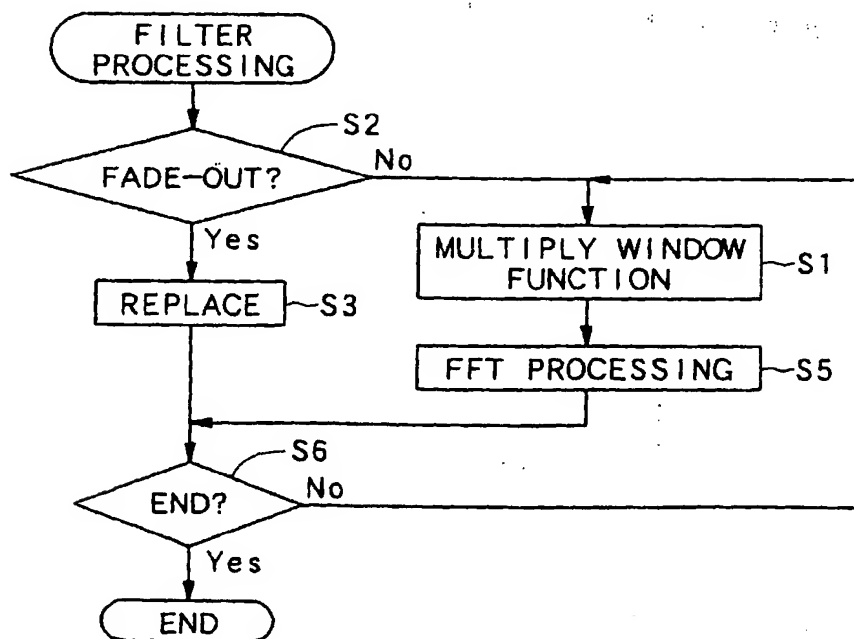 FILTER
PROCESSING
S2
FADE-OUT?
No
Yes
MULTIPLY WINDOW
FUNCTION
S1
REPLACE
S3
FFT PROCESSING
S5
S6
END?
No
Yes
END